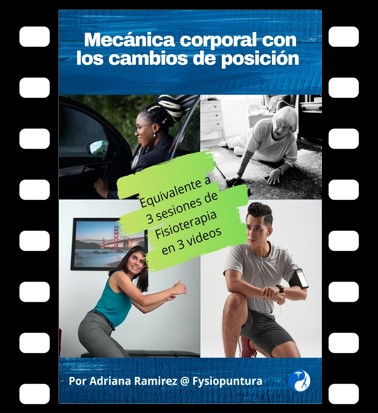 Mecánica corporal con
los cambios de posición
Equivalente a
3 sesiones de
Fisioterapia
en 3 videos
Por Adriana Ramirez @ Fysiopuntura